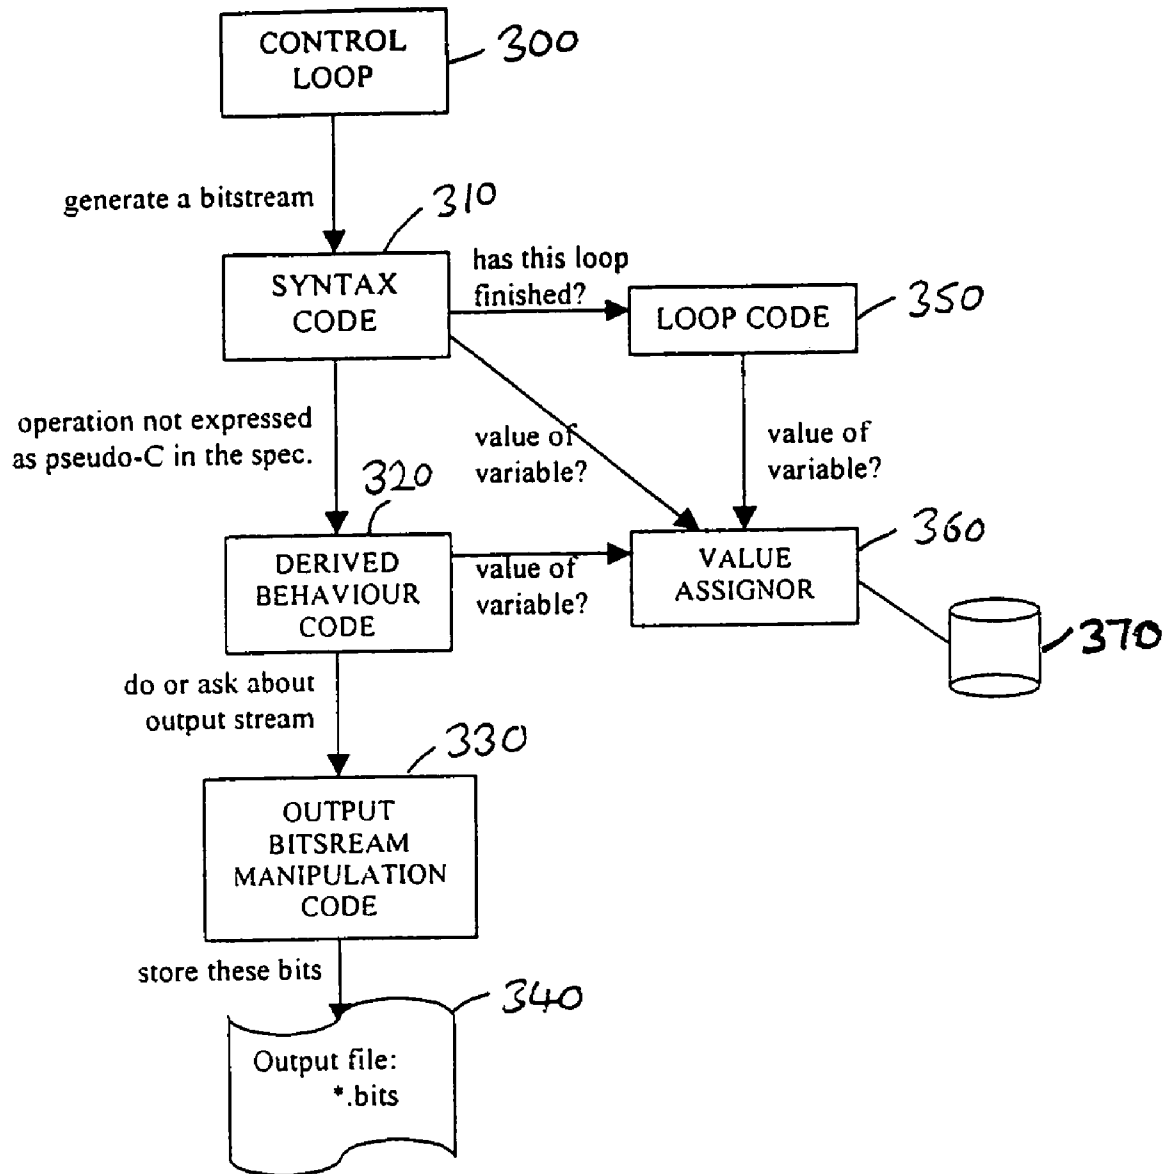 CONTROL
LOOP
300
generate a bitstream
310
SYNTAX
CODE
has this loop
finished?
LOOP CODE
350
operation not expressed
as pseudo-C in the spec.
value of
variable?
value of
variable?
320
DERIVED
BEHAVIOUR
CODE
value of
variable?
VALUE
ASSIGNOR
360
370
do or ask about
output stream
330
OUTPUT
BITSREAM
MANIPULATION
CODE
store these bits
340
Output file:
*.bits